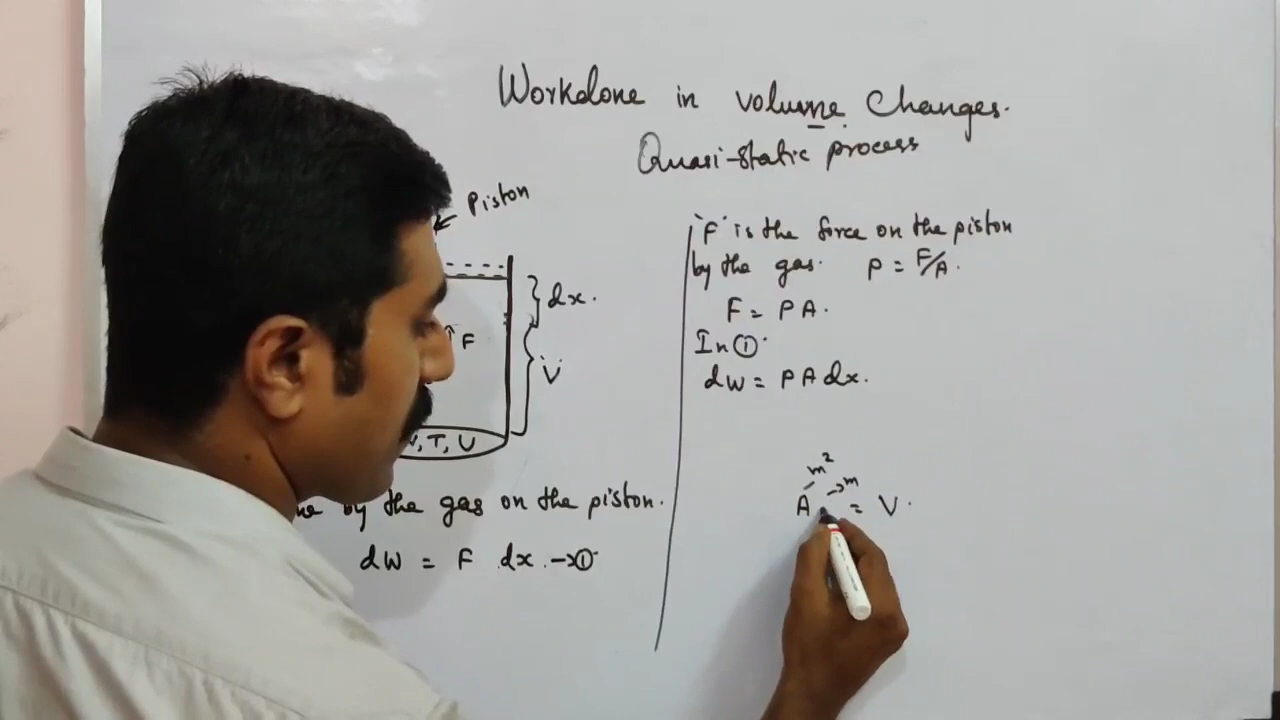 Workdone in volume Changes.
Quasi-static process
Piston
dx.
F
V
V, T, U
by the gas on the piston.
dW = F dx. → ①
'F' is the force on the piston
by the gas. P = F/A.
F = PA.
In ①
dW = PA dx.
m² → m
A = V.